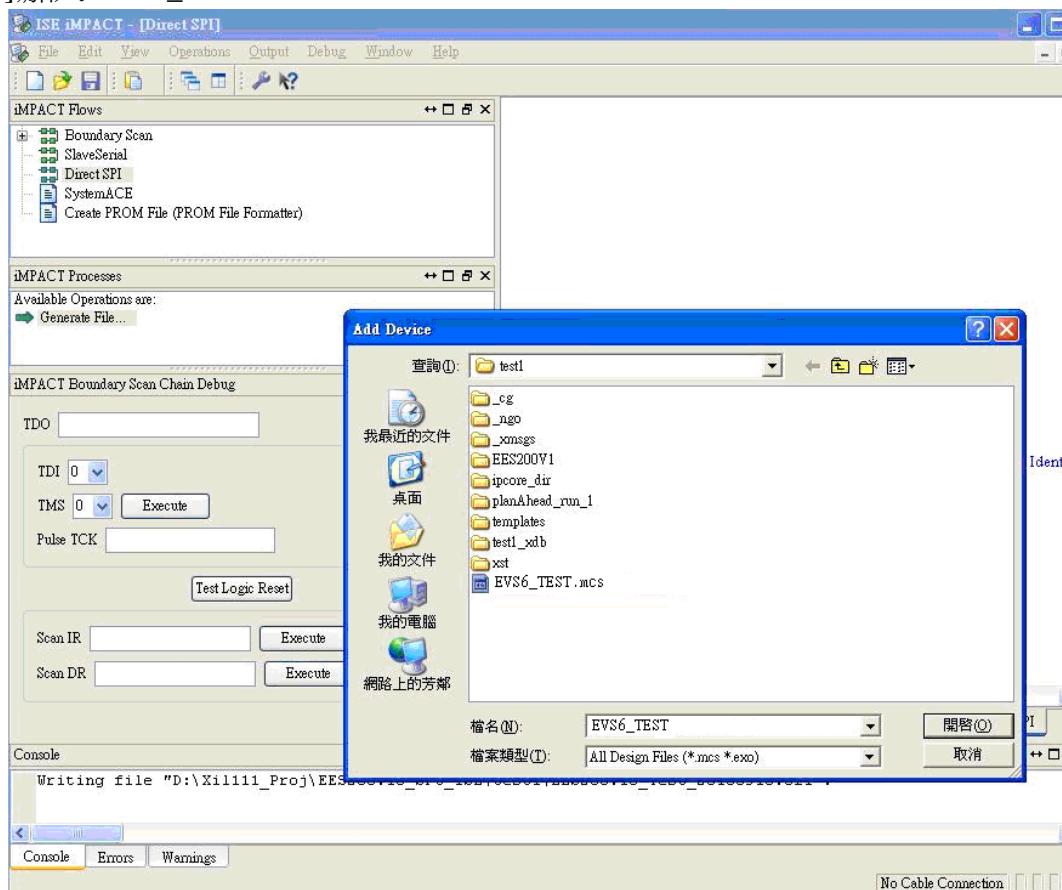 ISE iMPACT - [Direct SPI]
File Edit View Operations Output Debug Window Help
iMPACT Flows
Boundary Scan
SlaveSerial
Direct SPI
SystemACE
Create PROM File (PROM File Formatter)
iMPACT Processes
Available Operations are:
Generate File...
iMPACT Boundary Scan Chain Debug
TDO
TDI 0
TMS 0 Execute
Pulse TCK
Test Logic Reset
Scan IR Execute
Scan DR Execute
Add Device
查詢(I): test1
我最近的文件
桌面
我的文件
我的電腦
網路上的芳鄰
_cg
_ngo
_xmsgs
EES200V1
ipcore_dir
planAhead_run_1
templates
test1_xdb
xst
EVS6_TEST.mcs
檔名(N): EVS6_TEST 開啓(O)
檔案類型(T): All Design Files (*.mcs *.exo) 取消
Ident
PI
Console
Writing file "D:\Xil111_Proj\
Console Errors Warnings
No Cable Connection